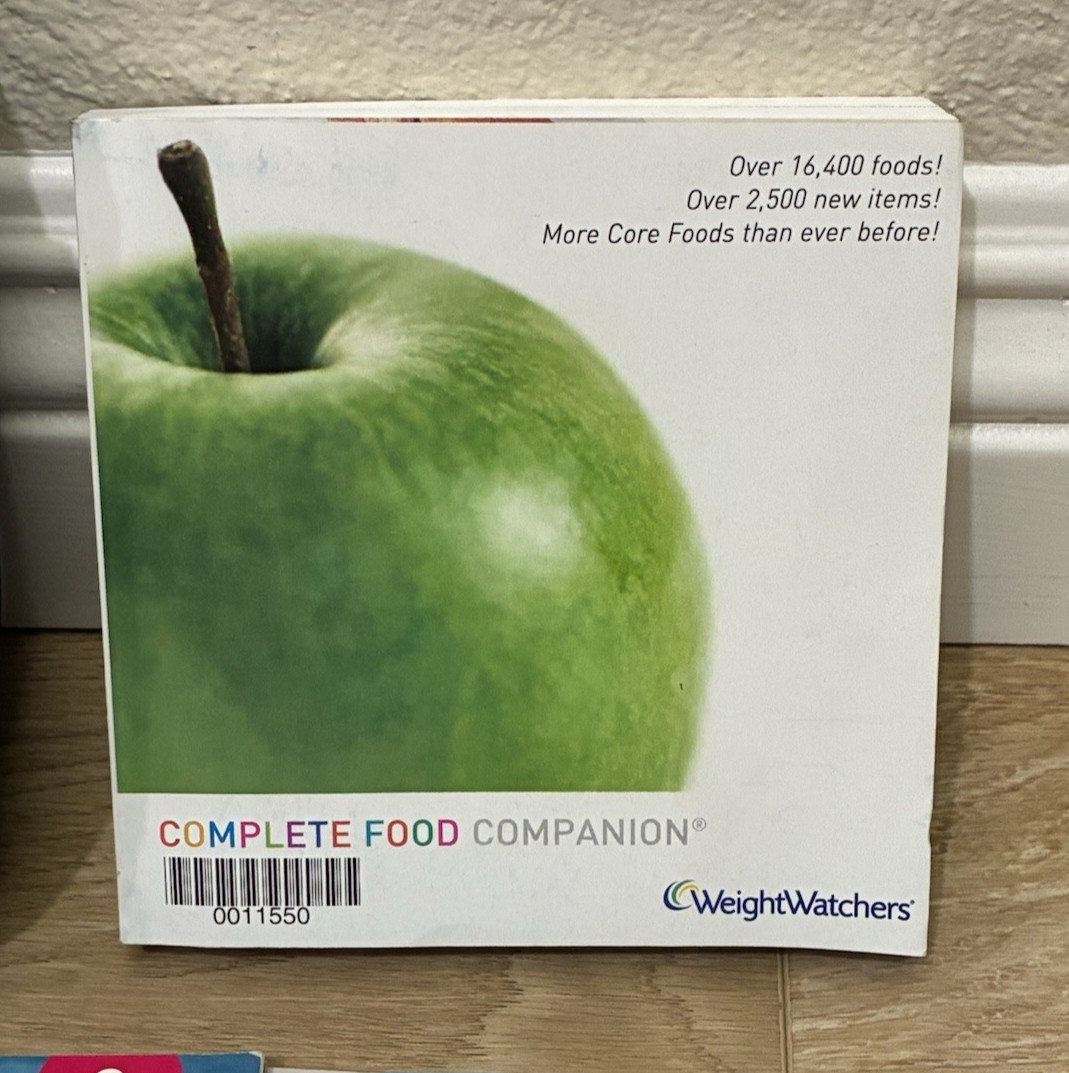 Over 16,400 foods!
Over 2,500 new items!
More Core Foods than ever before!
COMPLETE FOOD COMPANION®
0011550
WeightWatchers®